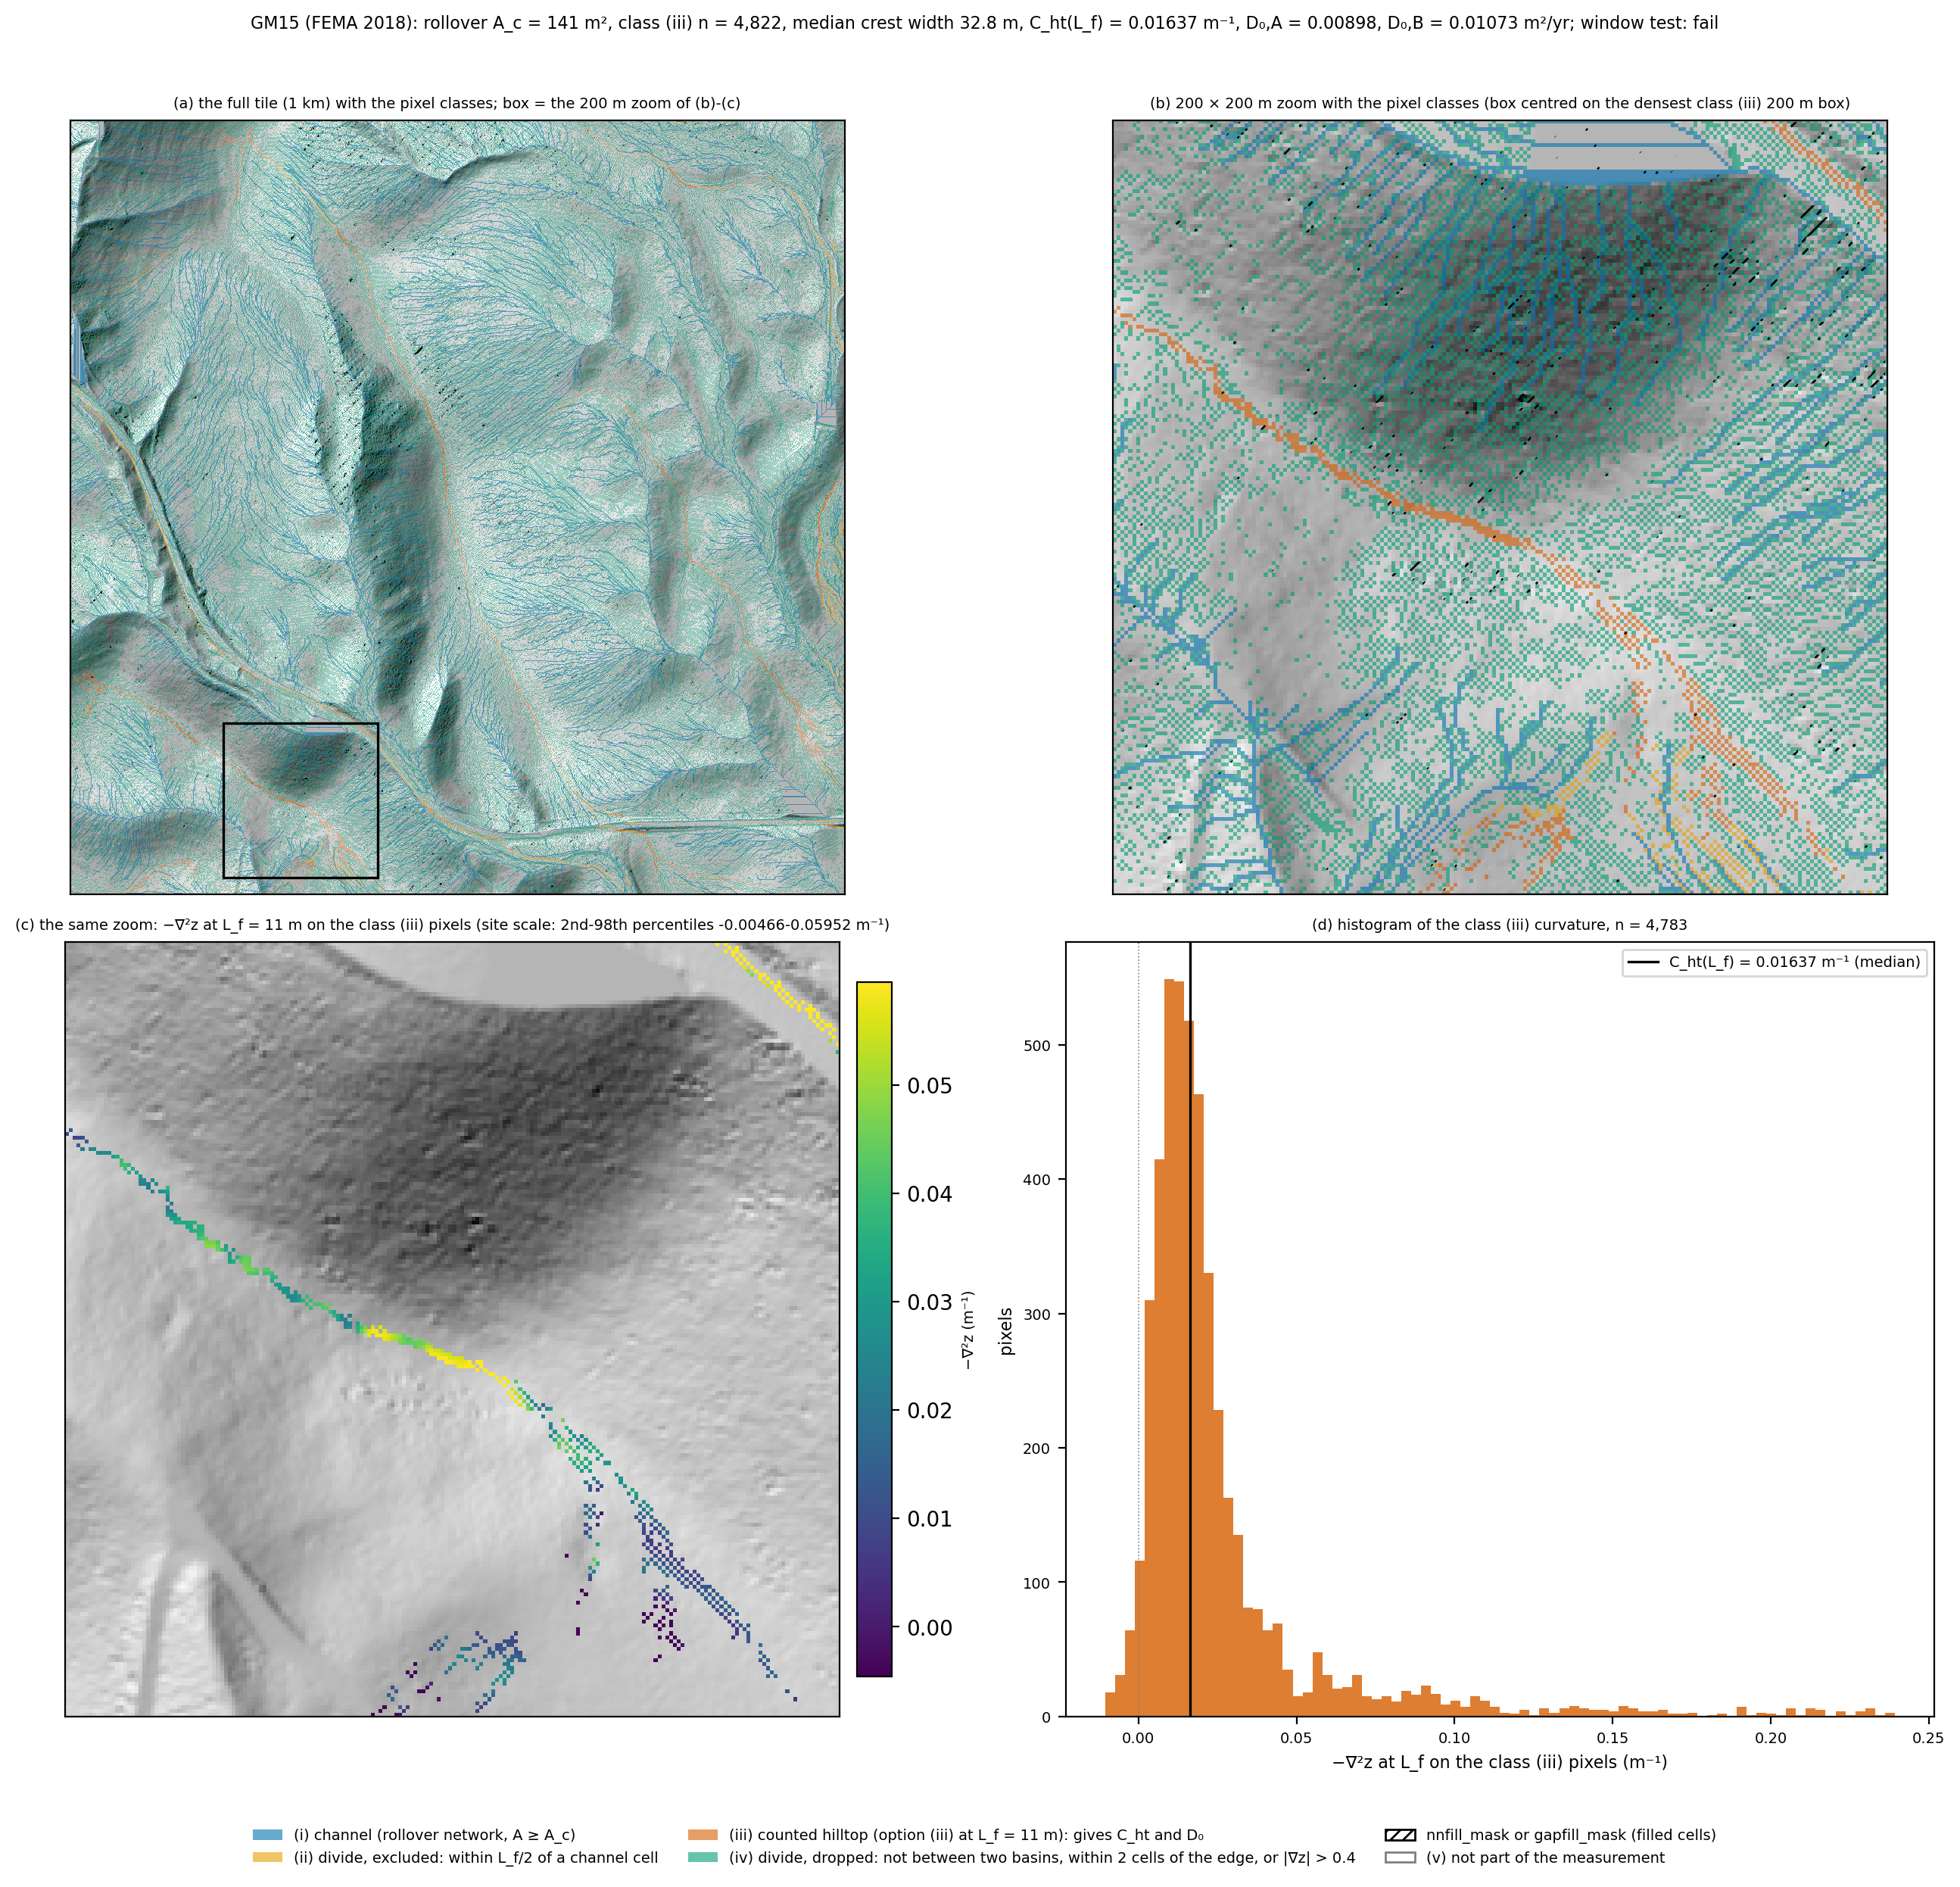 GM15 (FEMA 2018): rollover A_c = 141 m², class (iii) n = 4,822, median crest width 32.8 m, C_ht(L_f) = 0.01637 m⁻¹, D₀,A = 0.00898, D₀,B = 0.01073 m²/yr; window test: fail
(a) the full tile (1 km) with the pixel classes; box = the 200 m zoom of (b)-(c)
(b) 200 × 200 m zoom with the pixel classes (box centred on the densest class (iii) 200 m box)
(c) the same zoom: −∇²z at L_f = 11 m on the class (iii) pixels (site scale: 2nd-98th percentiles -0.00466-0.05952 m⁻¹)
0.05
0.04
0.03
0.02
0.01
0.00
−∇²z (m⁻¹)
(d) histogram of the class (iii) curvature, n = 4,783
C_ht(L_f) = 0.01637 m⁻¹ (median)
pixels
500
400
300
200
100
0
0.00
0.05
0.10
0.15
0.20
0.25
−∇²z at L_f on the class (iii) pixels (m⁻¹)
(i) channel (rollover network, A ≥ A_c)
(ii) divide, excluded: within L_f/2 of a channel cell
(iii) counted hilltop (option (iii) at L_f = 11 m): gives C_ht and D₀
(iv) divide, dropped: not between two basins, within 2 cells of the edge, or |∇z| > 0.4
nnfill_mask or gapfill_mask (filled cells)
(v) not part of the measurement